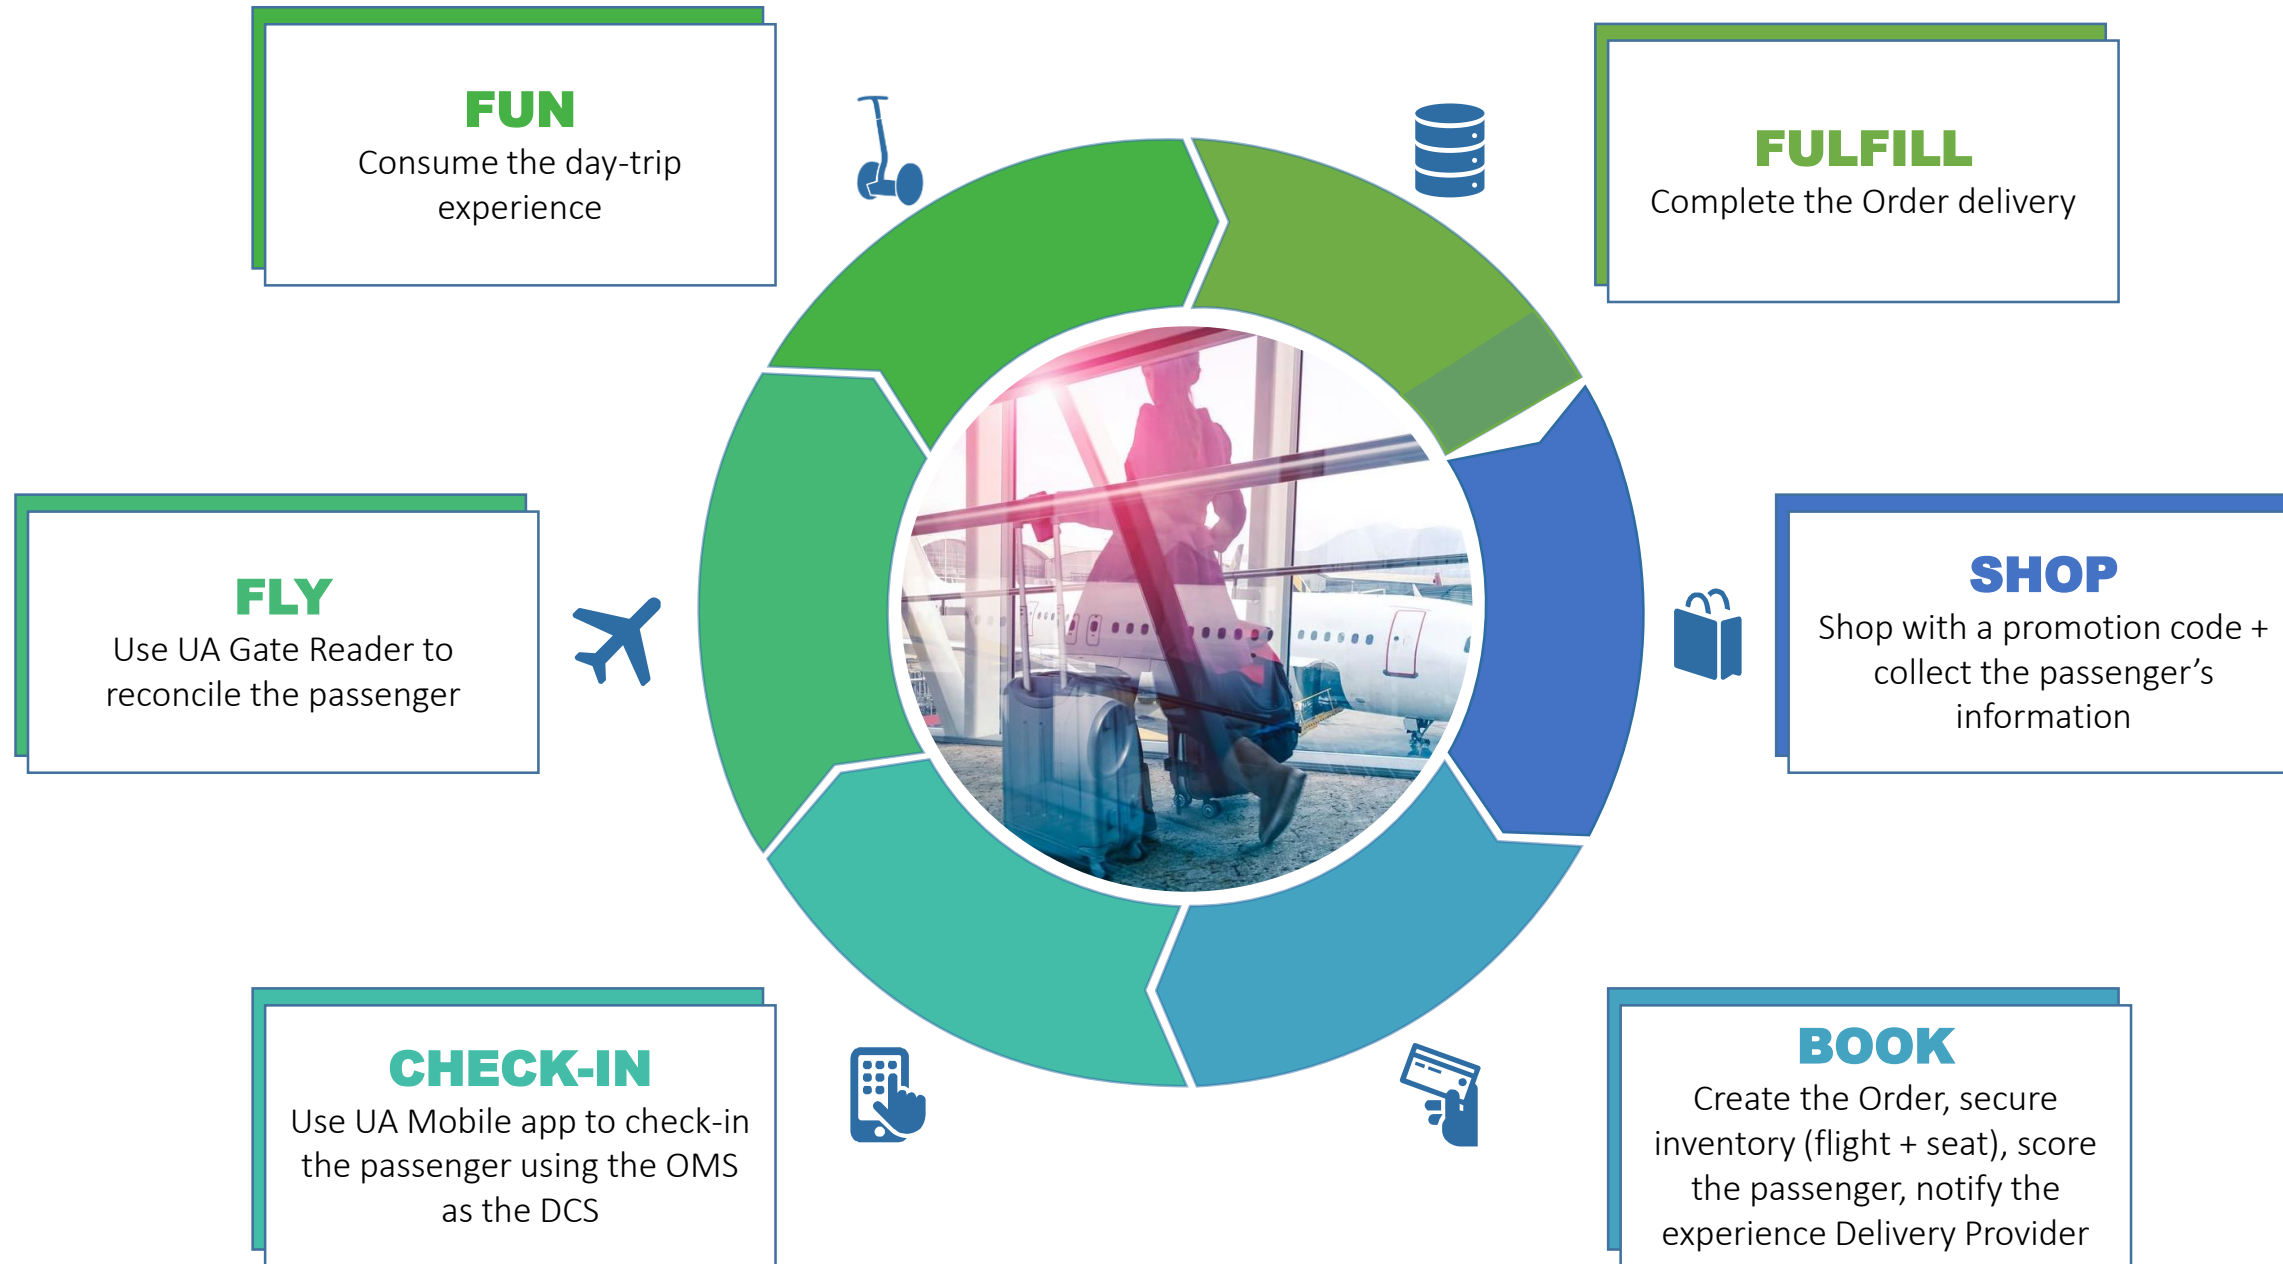 FUN
Consume the day-trip
experience
FULFILL
Complete the Order delivery
FLY
Use UA Gate Reader to
reconcile the passenger
SHOP
Shop with a promotion code +
collect the passenger’s
information
CHECK-IN
Use UA Mobile app to check-in
the passenger using the OMS
as the DCS
BOOK
Create the Order, secure
inventory (flight + seat), score
the passenger, notify the
experience Delivery Provider